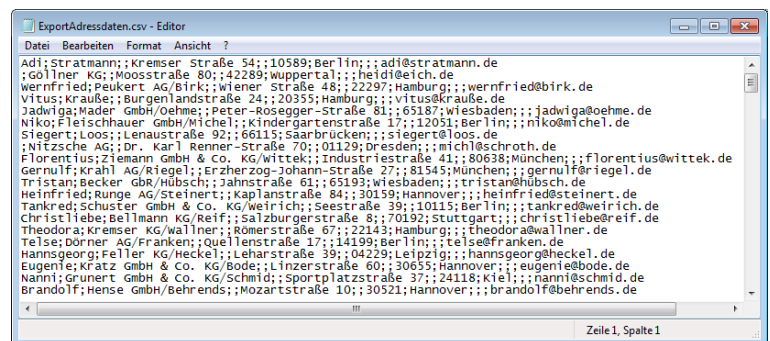 ExportAdressdaten.csv - Editor
Datei Bearbeiten Format Ansicht ?
Adi;Stratmann;;Kremser Straße 54;;10589;Berlin;;;adi@stratmann.de
;Göllner KG;;Moosstraße 80;;42289;Wuppertal;;;heidi@eich.de
Wernfried;Peukert AG/Birk;;Wiener Straße 48;;22297;Hamburg;;;wernfried@birk.de
Vitus;Krauße;;Burgenlandstraße 24;;20355;Hamburg;;;vitus@krauße.de
Jadwiga;Mader GmbH/Oehme;;Peter-Rosegger-Straße 81;;65187;Wiesbaden;;;jadwiga@oehme.de
Niko;Fleischhauer GmbH/Michel;;Kindergartenstraße 17;;12051;Berlin;;;niko@michel.de
Siegert;Loos;;Lenaustraße 92;;66115;Saarbrücken;;;siegert@loos.de
;Nitzsche AG;;Dr. Karl Renner-Straße 70;;01129;Dresden;;;michl@schroth.de
Florentius;Ziemann GmbH & Co. KG/Wittek;;Industriestraße 41;;80638;München;;;florentius@wittek.de
Gernulf;Krahl AG/Riegel;;Erzherzog-Johann-Straße 27;;81545;München;;;gernulf@riegel.de
Tristan;Becker GbR/Hübsch;;Jahnstraße 61;;65193;Wiesbaden;;;tristan@hübsch.de
Heinfried;Runge AG/Steinert;;Kaplanstraße 84;;30159;Hannover;;;heinfried@steinert.de
Tankred;Schuster GmbH & Co. KG/Weirich;;Seestraße 39;;10115;Berlin;;;tankred@weirich.de
Christliebe;Bellmann KG/Reif;;Salzburgerstraße 8;;70192;Stuttgart;;;christliebe@reif.de
Theodora;Kremser KG/Wallner;;Römerstraße 67;;22143;Hamburg;;;theodora@wallner.de
Telse;Dörner AG/Franken;;Quellenstraße 17;;14199;Berlin;;;telse@franken.de
Hannsgeorg;Feller KG/Heckel;;Leharstraße 39;;04229;Leipzig;;;hannsgeorg@heckel.de
Eugenie;Kratz GmbH & Co. KG/Bode;;Linzerstraße 60;;30655;Hannover;;;eugenie@bode.de
Nanni;Grunert GmbH & Co. KG/Schmid;;Sportplatzstraße 37;;24118;Kiel;;;nanni@schmid.de
Brandolf;Hense GmbH/Behrends;;Mozartstraße 10;;30521;Hannover;;;brandolf@behrends.de
Zeile 1, Spalte 1